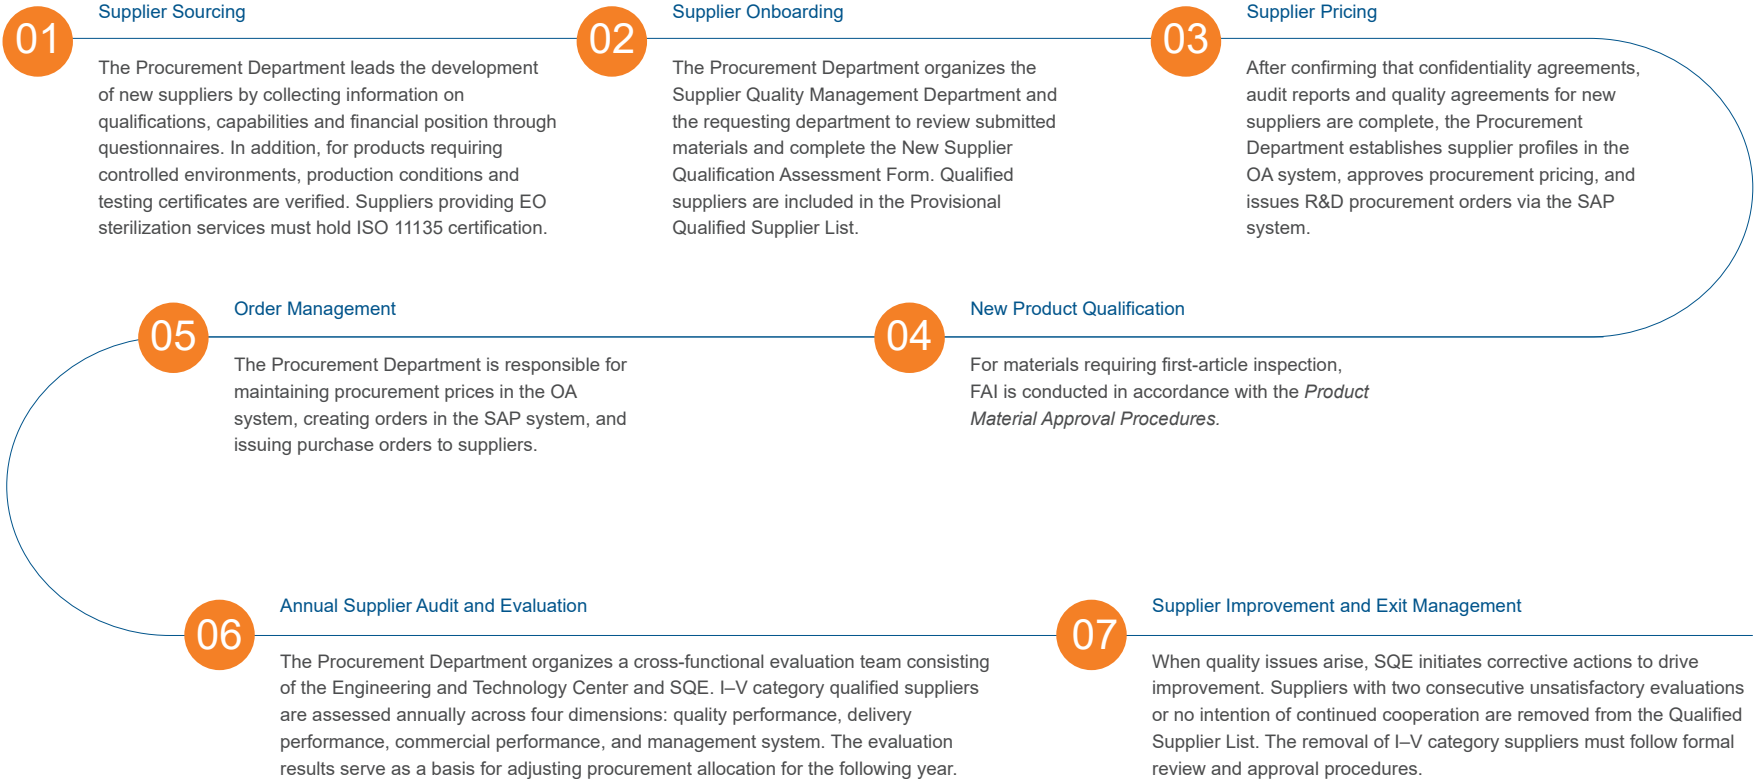 01
Supplier Sourcing
The Procurement Department leads the development
of new suppliers by collecting information on
qualifications, capabilities and financial position through
questionnaires. In addition, for products requiring
controlled environments, production conditions and
testing certificates are verified. Suppliers providing EO
sterilization services must hold ISO 11135 certification.
02
Supplier Onboarding
The Procurement Department organizes the
Supplier Quality Management Department and
the requesting department to review submitted
materials and complete the New Supplier
Qualification Assessment Form. Qualified
suppliers are included in the Provisional
Qualified Supplier List.
03
Supplier Pricing
After confirming that confidentiality agreements,
audit reports and quality agreements for new
suppliers are complete, the Procurement
Department establishes supplier profiles in the
OA system, approves procurement pricing, and
issues R&D procurement orders via the SAP
system.
04
New Product Qualification
For materials requiring first-article inspection,
FAI is conducted in accordance with the Product
Material Approval Procedures.
05
Order Management
The Procurement Department is responsible for
maintaining procurement prices in the OA
system, creating orders in the SAP system, and
issuing purchase orders to suppliers.
06
Annual Supplier Audit and Evaluation
The Procurement Department organizes a cross-functional evaluation team consisting
of the Engineering and Technology Center and SQE. I–V category qualified suppliers
are assessed annually across four dimensions: quality performance, delivery
performance, commercial performance, and management system. The evaluation
results serve as a basis for adjusting procurement allocation for the following year.
07
Supplier Improvement and Exit Management
When quality issues arise, SQE initiates corrective actions to drive
improvement. Suppliers with two consecutive unsatisfactory evaluations
or no intention of continued cooperation are removed from the Qualified
Supplier List. The removal of I–V category suppliers must follow formal
review and approval procedures.